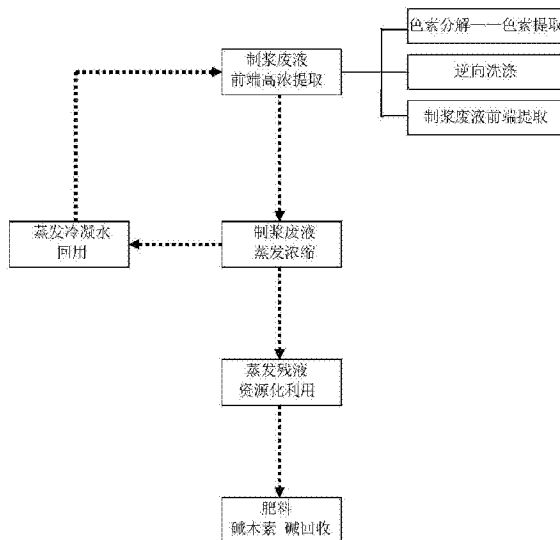 色素分解一一色素提取
制浆废液
前端高浓提取
逆向洗涤
制浆废液前端提取
蒸发冷凝水
回用
制浆废液
蒸发浓缩
蒸发残液
资源化利用
肥料
碱木素 碱回收